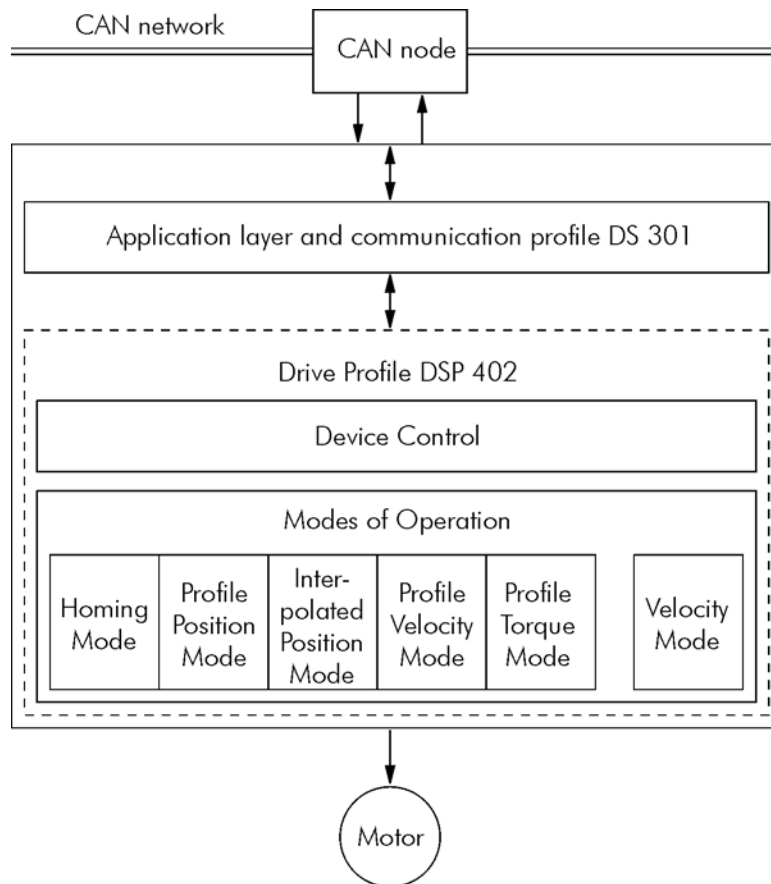 CAN network
CAN node
Application layer and communication profile DS 301
Drive Profile DSP 402
Device Control
Modes of Operation
Homing
Mode
Profile
Position
Mode
Inter-
polated
Position
Mode
Profile
Velocity
Mode
Profile
Torque
Mode
Velocity
Mode
Motor